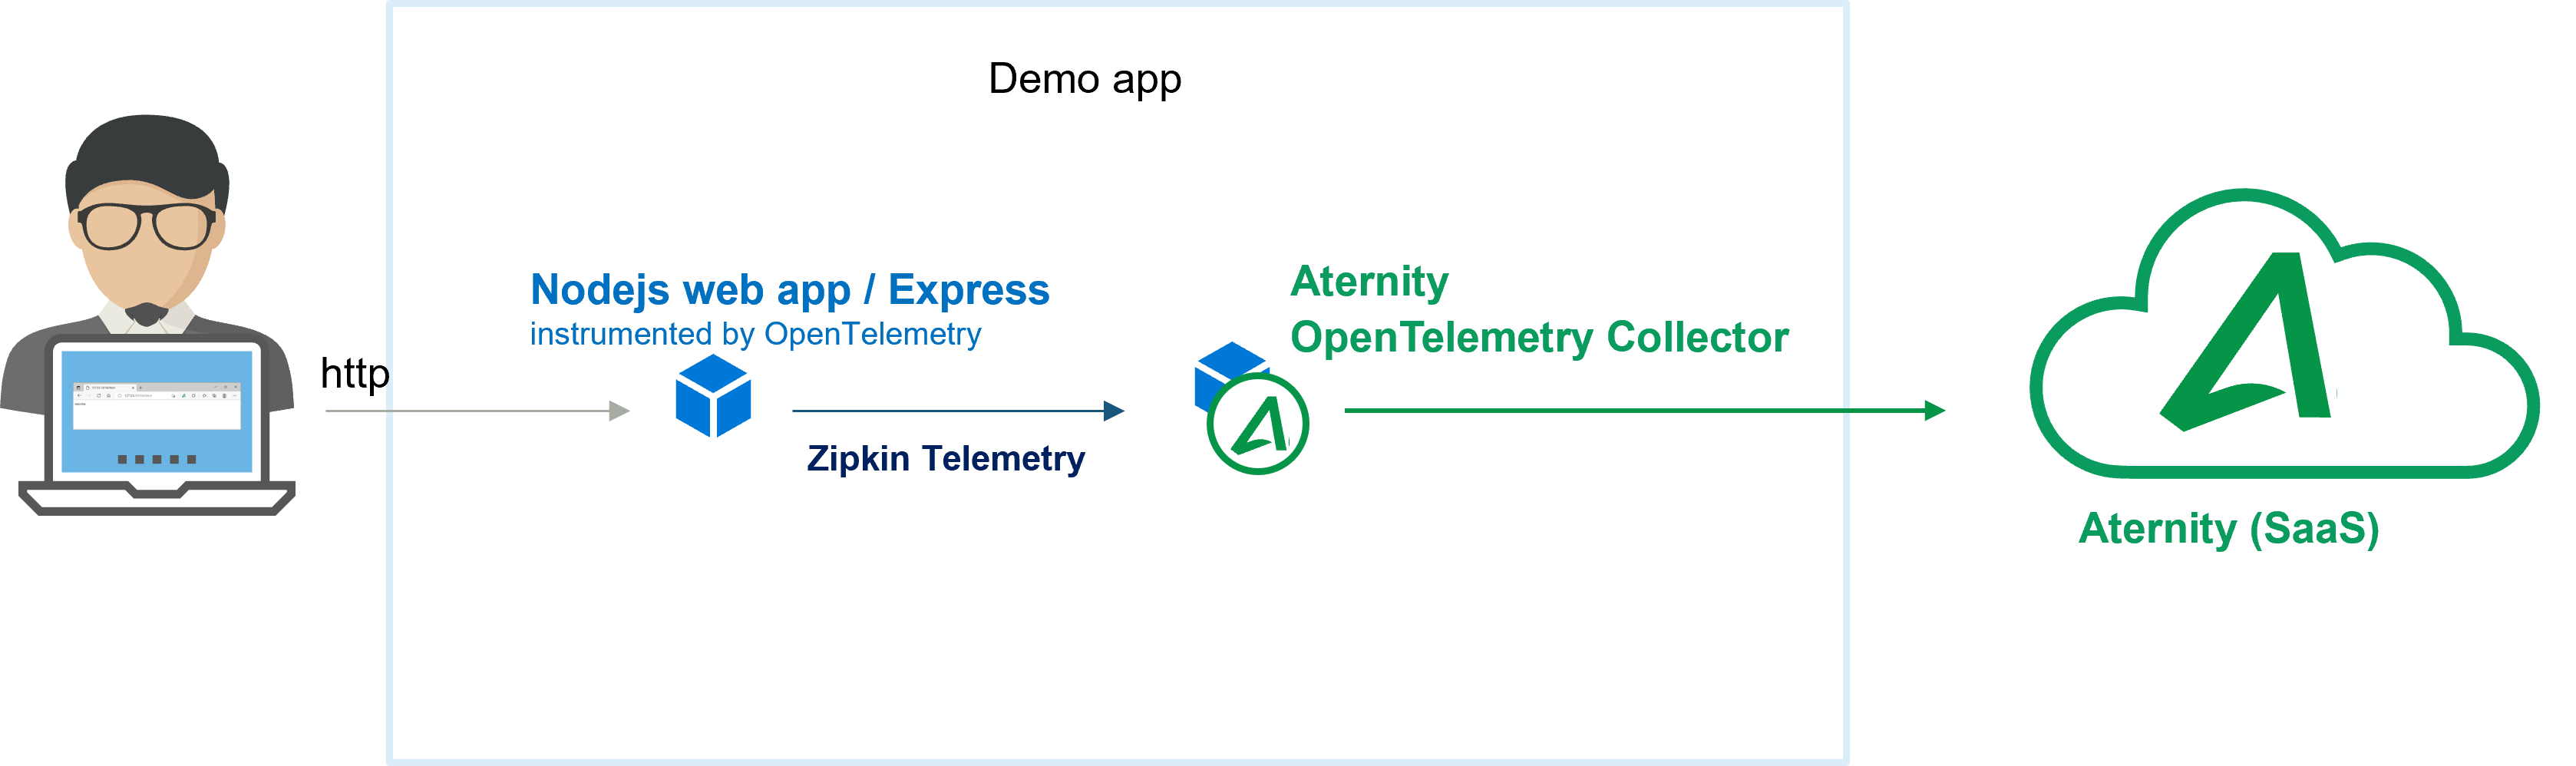 Demo app
http
Nodejs web app / Express
instrumented by OpenTelemetry
Zipkin Telemetry
Aternity
OpenTelemetry Collector
Aternity (SaaS)